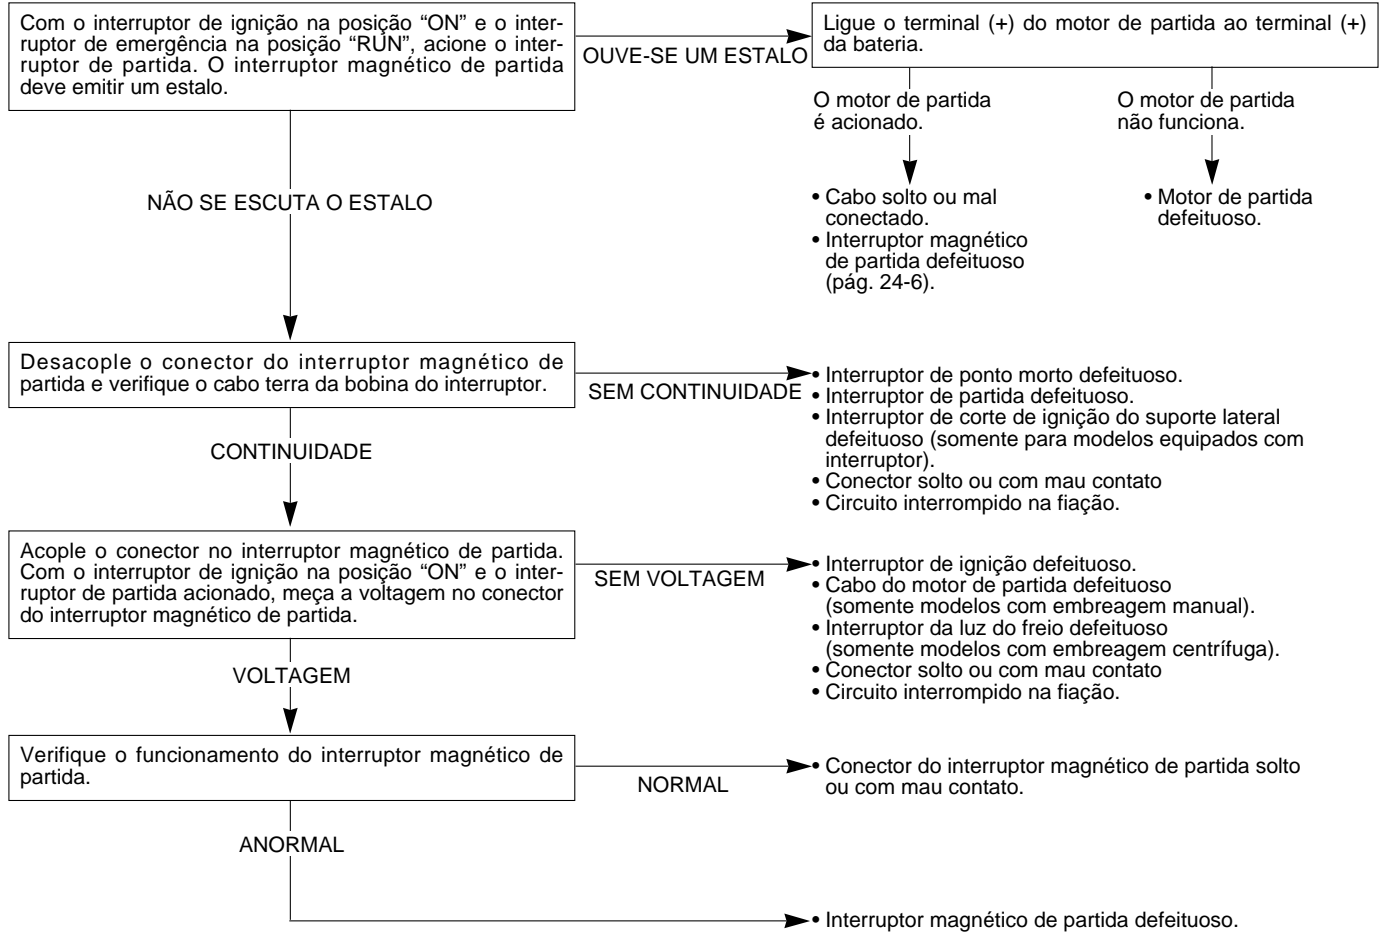 Com o interruptor de ignição na posição “ON” e o inter-
ruptor de emergência na posição “RUN”, acione o inter-
ruptor de partida. O interruptor magnético de partida
deve emitir um estalo.
OUVE-SE UM ESTALO
Ligue o terminal (+) do motor de partida ao terminal (+)
da bateria.
O motor de partida
é acionado.
O motor de partida
não funciona.
• Cabo solto ou mal
conectado.
• Interruptor magnético
de partida defeituoso
(pág. 24-6).
• Motor de partida
defeituoso.
NÃO SE ESCUTA O ESTALO
Desacople o conector do interruptor magnético de
partida e verifique o cabo terra da bobina do interruptor.
SEM CONTINUIDADE
• Interruptor de ponto morto defeituoso.
• Interruptor de partida defeituoso.
• Interruptor de corte de ignição do suporte lateral
defeituoso (somente para modelos equipados com
interruptor).
• Conector solto ou com mau contato
• Circuito interrompido na fiação.
CONTINUIDADE
Acople o conector no interruptor magnético de partida.
Com o interruptor de ignição na posição “ON” e o inter-
ruptor de partida acionado, meça a voltagem no conector
do interruptor magnético de partida.
SEM VOLTAGEM
• Interruptor de ignição defeituoso.
• Cabo do motor de partida defeituoso
(somente modelos com embreagem manual).
• Interruptor da luz do freio defeituoso
(somente modelos com embreagem centrífuga).
• Conector solto ou com mau contato
• Circuito interrompido na fiação.
VOLTAGEM
Verifique o funcionamento do interruptor magnético de
partida.
NORMAL
• Conector do interruptor magnético de partida solto
ou com mau contato.
ANORMAL
• Interruptor magnético de partida defeituoso.